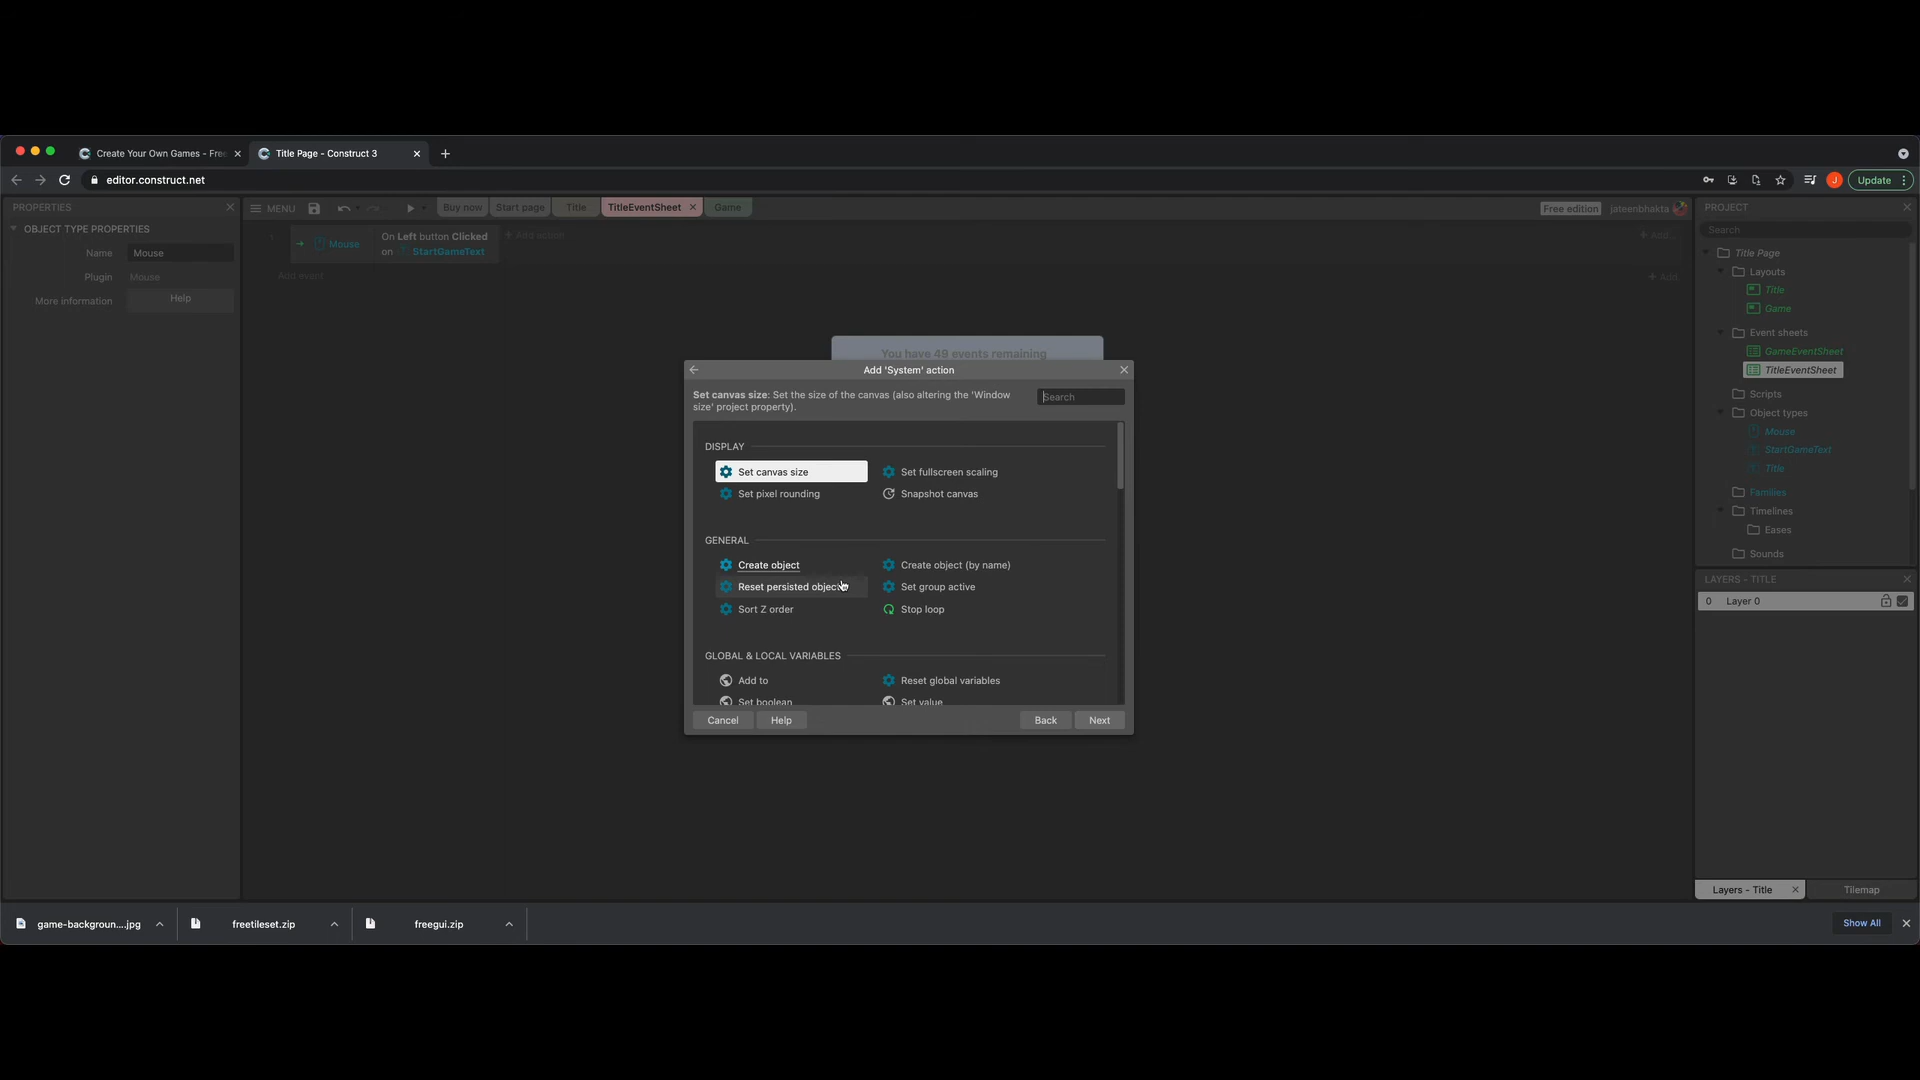 Create Your Own Games - Free
Title Page - Construct 3
editor.construct.net
J
Update
PROPERTIES
MENU
Buy now
Start page
Title
TitleEventSheet
Game
Free edition
jateenbhakta
PROJECT
OBJECT TYPE PROPERTIES
Name
Mouse
Plugin
Mouse
More information
Help
1
Mouse
On Left button Clicked
on StartGameText
+ Add action
+ Add...
Add event
+ Add
You have 49 events remaining
Add 'System' action
Set canvas size: Set the size of the canvas (also altering the 'Window
size' project property).
Search
DISPLAY
Set canvas size
Set fullscreen scaling
Set pixel rounding
Snapshot canvas
GENERAL
Create object
Create object (by name)
Reset persisted objects
Set group active
Sort Z order
Stop loop
GLOBAL & LOCAL VARIABLES
Add to
Reset global variables
Set boolean
Set value
Cancel
Help
Back
Next
Search
Title Page
Layouts
Title
Game
Event sheets
GameEventSheet
TitleEventSheet
Scripts
Object types
Mouse
StartGameText
Title
Families
Timelines
Eases
Sounds
LAYERS - TITLE
0 Layer 0
Layers - Title
Tilemap
game-backgroun....jpg
freetileset.zip
freegui.zip
Show All